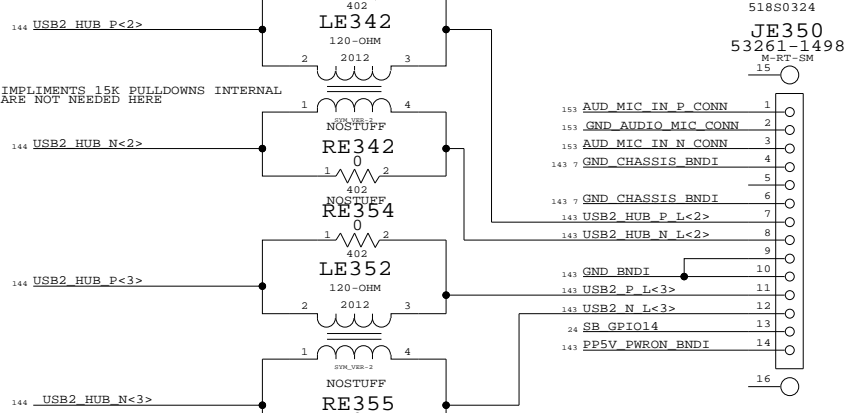 402
LE342
120-OHM
2 2012 3
144 USB2_HUB_P<2>
IMPLIMENTS 15K PULLDOWNS INTERNAL
ARE NOT NEEDED HERE
1 4
SYM_VER-2
NOSTUFF
144 USB2_HUB_N<2>
RE342
0
1 2
402
NOSTUFF
RE354
0
1 2
402
LE352
120-OHM
144 USB2_HUB_P<3>
2 2012 3
1 4
SYM_VER-2
NOSTUFF
144 USB2_HUB_N<3>
RE355
518S0324
JE350
53261-1498
M-RT-SM
15
153 AUD_MIC_IN_P_CONN 1
153 GND_AUDIO_MIC_CONN 2
153 AUD_MIC_IN_N_CONN 3
143 7 GND_CHASSIS_BNDI 4
5
143 7 GND_CHASSIS_BNDI 6
143 USB2_HUB_P_L<2> 7
143 USB2_HUB_N_L<2> 8
9
143 GND_BNDI 10
143 USB2_P_L<3> 11
143 USB2_N_L<3> 12
24 SB_GPIO14 13
143 PP5V_PWRON_BNDI 14
16